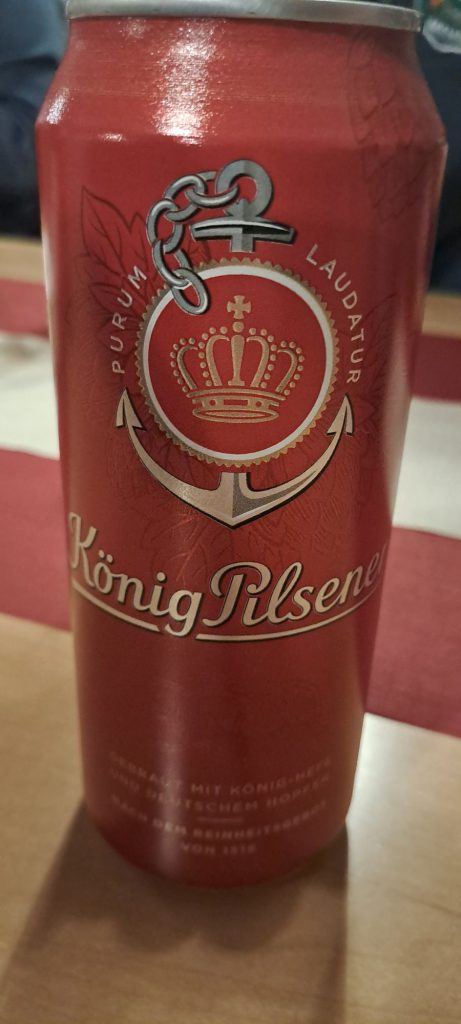 PURUM LAUDATUR
König Pilsener
GEBRAUT MIT KÖNIG-HEFE
UND DEUTSCHEM HOPFEN
NACH DEM REINHEITSGEBOT
VON 1516